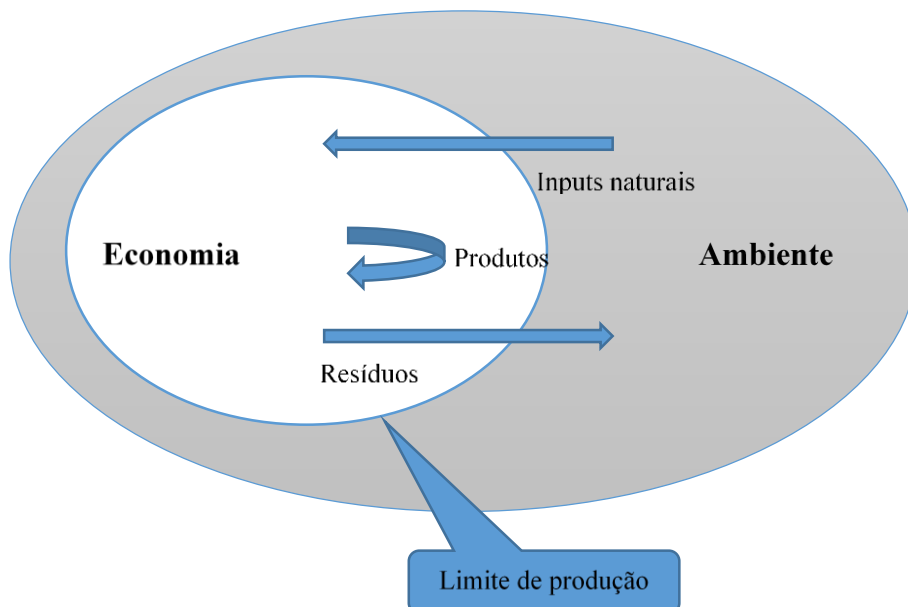 Inputs naturais
Economia
Produtos
Ambiente
Resíduos
Limite de produção